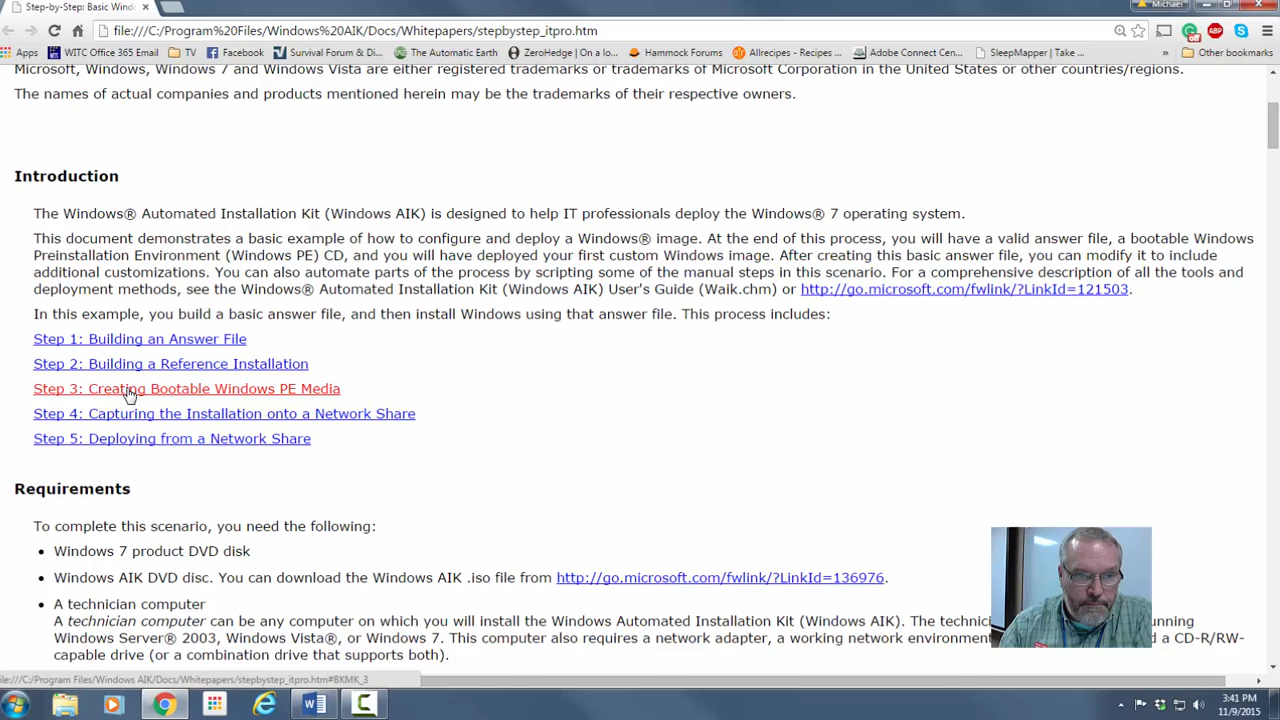 Step-by-Step: Basic Wind
Michael
file:///C:/Program%20Files/Windows%20AIK/Docs/Whitepapers/stepbystep_itpro.htm
Apps WITC Office 365 Email TV Facebook Survival Forum & Di The Automatic Earth ZeroHedge | On a lo... Hammock Forums Allrecipes - Recipes ... Adobe Connect Cen... SleepMapper | Take ... » Other bookmarks
Microsoft, Windows, Windows 7 and Windows Vista are either registered trademarks or trademarks of Microsoft Corporation in the United States or other countries/regions.
The names of actual companies and products mentioned herein may be the trademarks of their respective owners.
Introduction
The Windows® Automated Installation Kit (Windows AIK) is designed to help IT professionals deploy the Windows® 7 operating system.
This document demonstrates a basic example of how to configure and deploy a Windows® image. At the end of this process, you will have a valid answer file, a bootable Windows
Preinstallation Environment (Windows PE) CD, and you will have deployed your first custom Windows image. After creating this basic answer file, you can modify it to include
additional customizations. You can also automate parts of the process by scripting some of the manual steps in this scenario. For a comprehensive description of all the tools and
deployment methods, see the Windows® Automated Installation Kit (Windows AIK) User's Guide (Waik.chm) or http://go.microsoft.com/fwlink/?LinkId=121503.
In this example, you build a basic answer file, and then install Windows using that answer file. This process includes:
Step 1: Building an Answer File
Step 2: Building a Reference Installation
Step 3: Creating Bootable Windows PE Media
Step 4: Capturing the Installation onto a Network Share
Step 5: Deploying from a Network Share
Requirements
To complete this scenario, you need the following:
• Windows 7 product DVD disk
• Windows AIK DVD disc. You can download the Windows AIK .iso file from http://go.microsoft.com/fwlink/?LinkId=136976.
• A technician computer
A technician computer can be any computer on which you will install the Windows Automated Installation Kit (Windows AIK). The techni unning
Windows Server® 2003, Windows Vista®, or Windows 7. This computer also requires a network adapter, a working network environment d a CD-R/RW-
capable drive (or a combination drive that supports both).
ile:///C:/Program Files/Windows AIK/Docs/Whitepapers/stepbystep_itpro.htm#BKMK_3
3:41 PM
11/9/2015